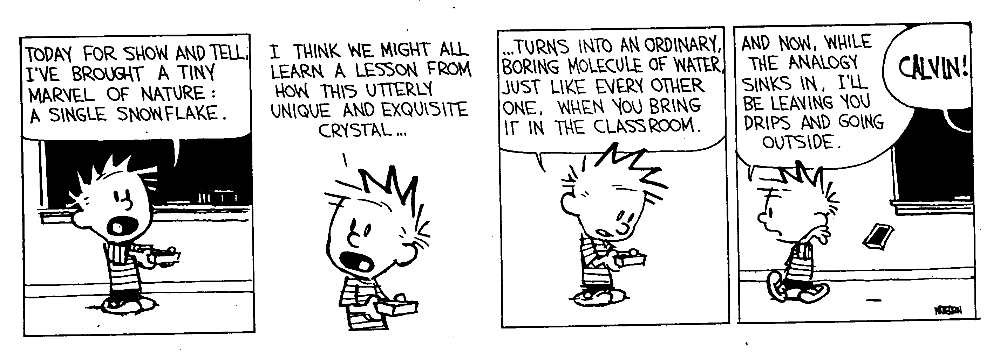 TODAY FOR SHOW AND TELL,
I'VE BROUGHT A TINY
MARVEL OF NATURE:
A SINGLE SNOWFLAKE.
I THINK WE MIGHT ALL
LEARN A LESSON FROM
HOW THIS UTTERLY
UNIQUE AND EXQUISITE
CRYSTAL...
...TURNS INTO AN ORDINARY,
BORING MOLECULE OF WATER,
JUST LIKE EVERY OTHER
ONE, WHEN YOU BRING
IT IN THE CLASSROOM.
AND NOW, WHILE
THE ANALOGY
SINKS IN, I'LL
BE LEAVING YOU
DRIPS AND GOING
OUTSIDE.
CALVIN!